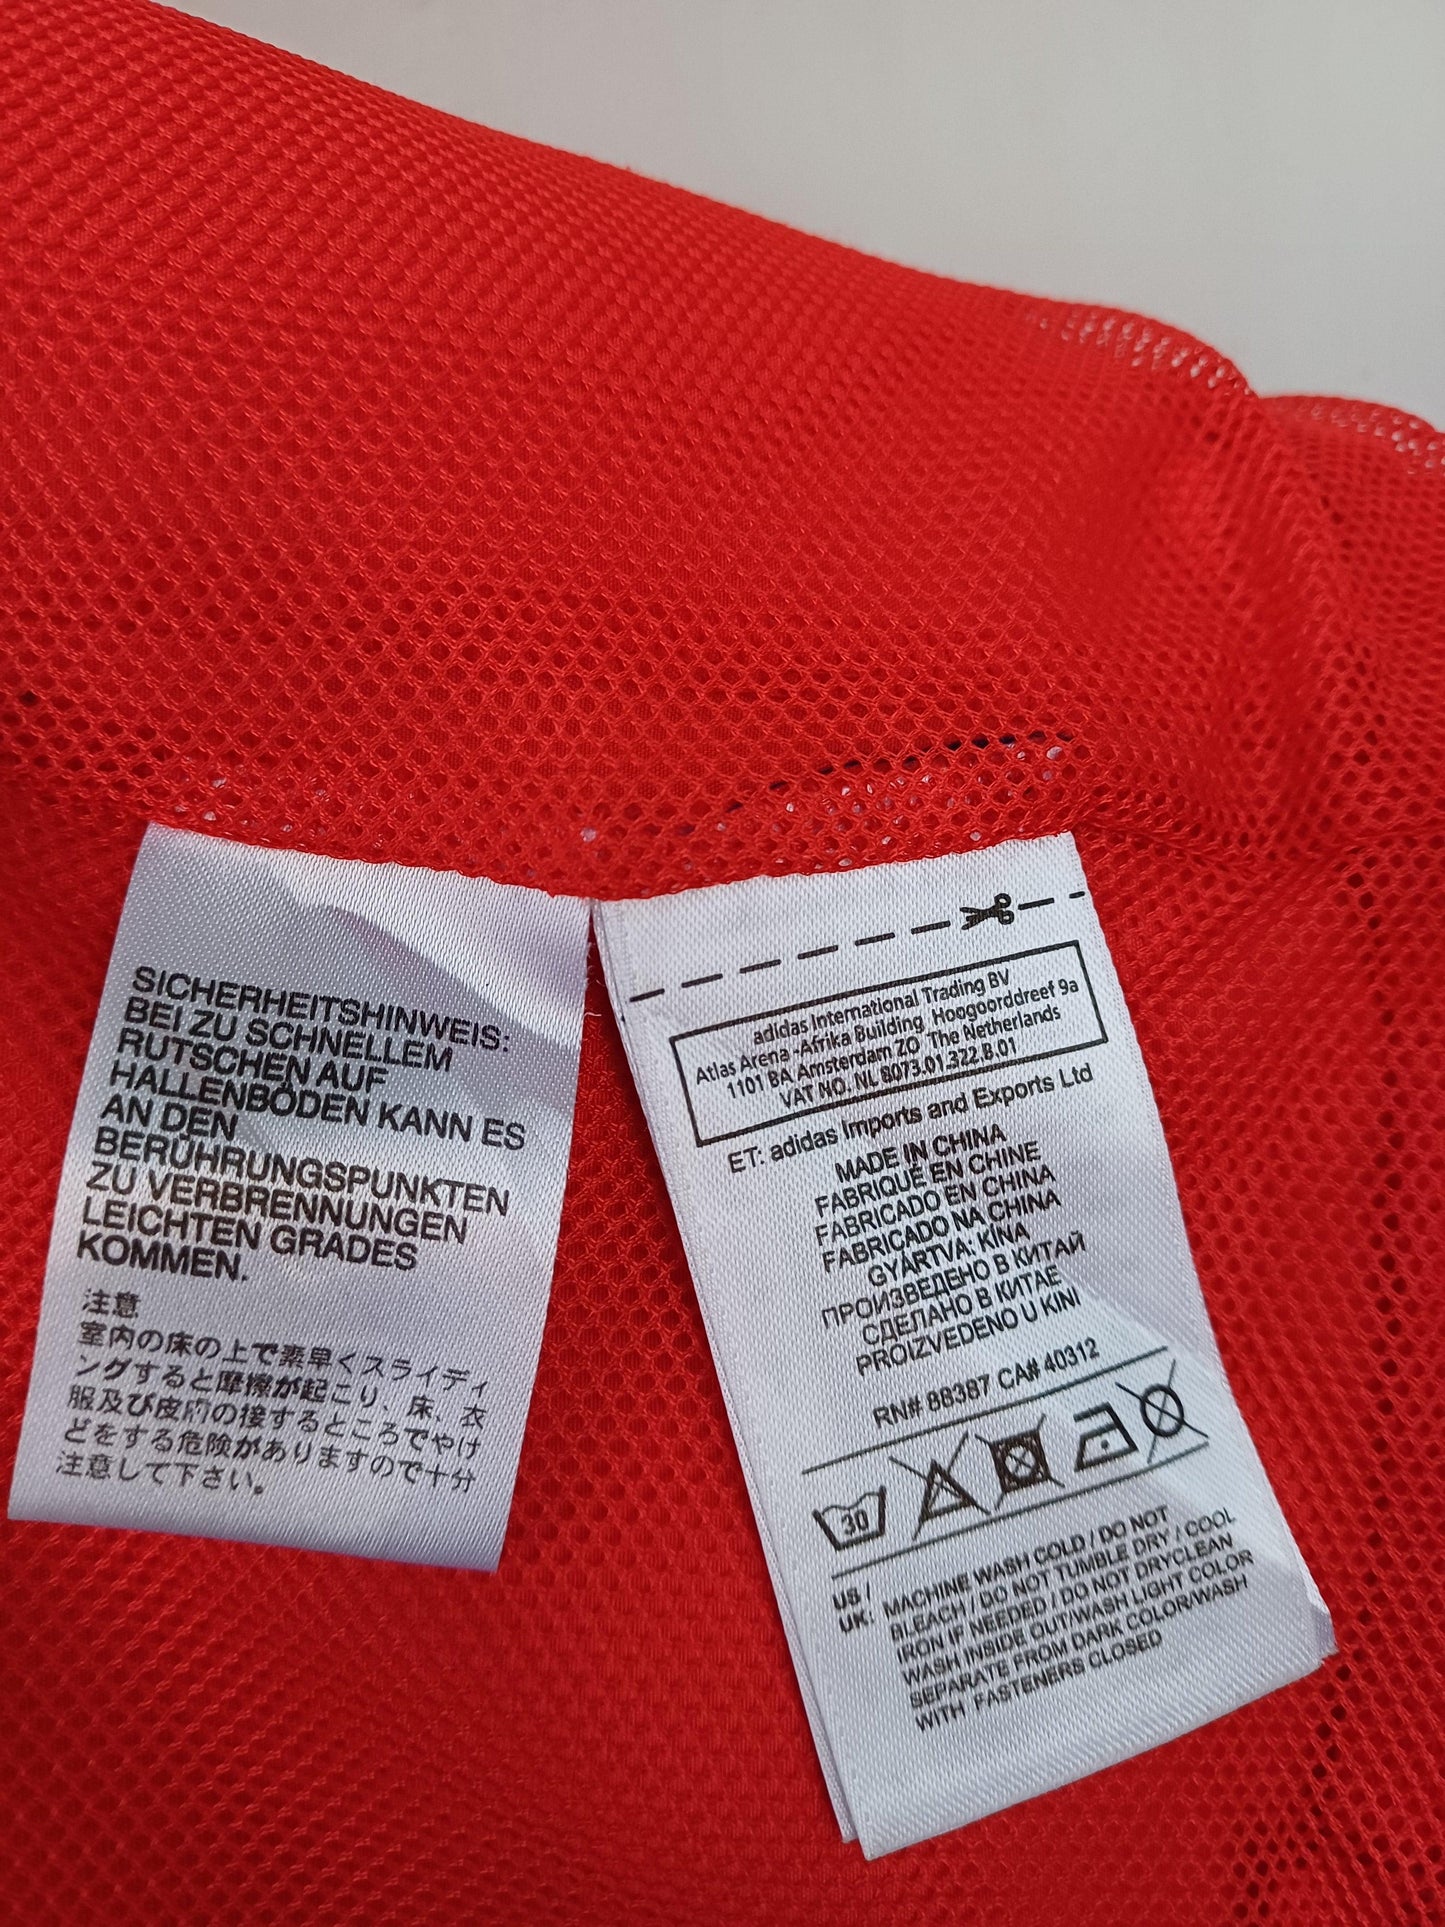 SICHERHEITSHINWEIS:
BEI ZU SCHNELLEM
RUTSCHEN AUF
HALLENBÖDEN KANN ES
AN DEN
BERÜHRUNGSPUNKTEN
ZU VERBRENNUNGEN
LEICHTEN GRADES
KOMMEN.
注意
室内の床の上で素早くスライディ
ングすると摩擦が起こり、床、衣
服及び皮膚の接するところでやけ
どをする危険がありますので十分
注意して下さい。
adidas International Trading BV
Atlas Arena -Afrika Building Hoogoorddreef 9a
1101 BA Amsterdam ZO The Netherlands
VAT NO. NL 8073.01.322.B.01
ET: adidas Imports and Exports Ltd
MADE IN CHINA
FABRIQUÉ EN CHINE
FABRICADO EN CHINA
FABRICADO NA CHINA
GYÁRTVA: KÍNA
ПРОИЗВЕДЕНО В КИТАЙ
СДЕЛАНО В КИТАЕ
PROIZVEDENO U KINI
RN# 88387 CA# 40312
30
US / UK: MACHINE WASH COLD / DO NOT
BLEACH / DO NOT TUMBLE DRY / COOL
IRON IF NEEDED / DO NOT DRYCLEAN
WASH INSIDE OUT/WASH LIGHT COLOR
SEPARATE FROM DARK COLOR/WASH
WITH FASTENERS CLOSED